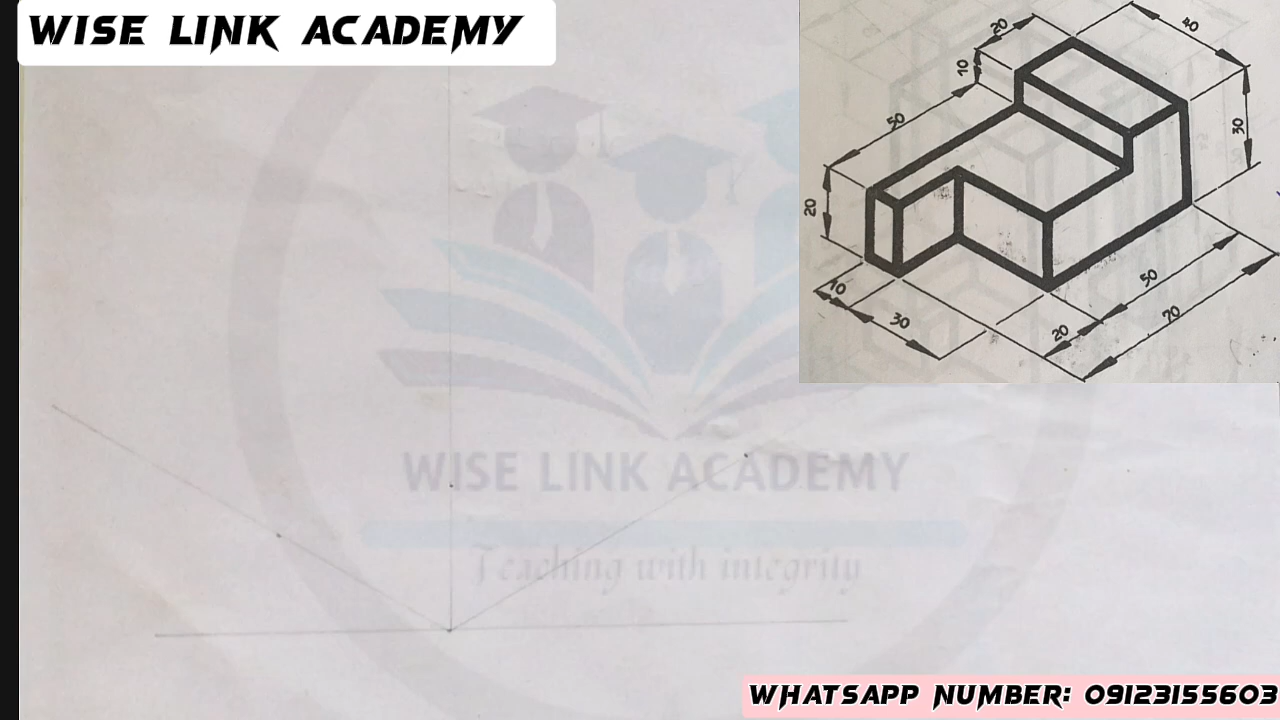 WISE LINK ACADEMY
20
40
10
50
30
20
10
30
50
70
20
WISE LINK ACADEMY
Teaching with integrity
WHATSAPP NUMBER: 09123155603